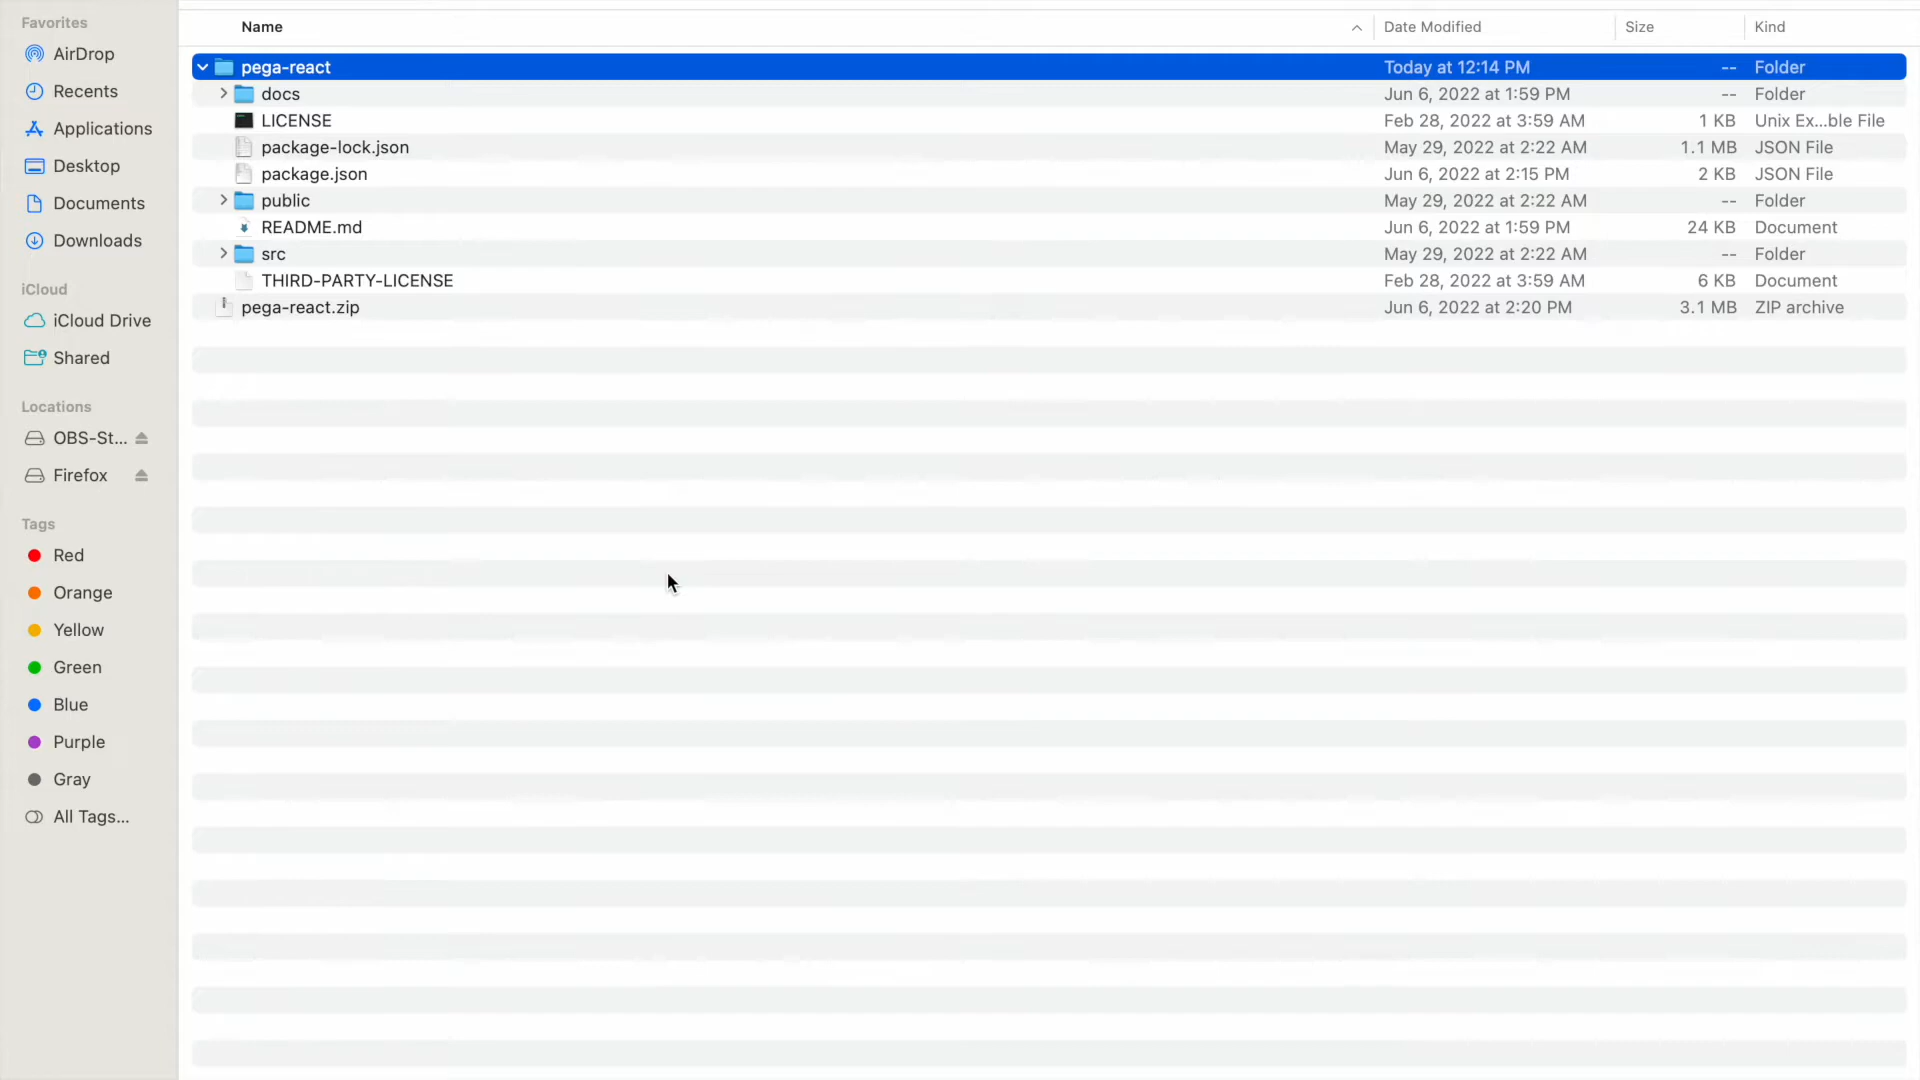 Favorites
AirDrop
Recents
Applications
Desktop
Documents
Downloads
iCloud
iCloud Drive
Shared
Locations
OBS-St...
Firefox
Tags
Red
Orange
Yellow
Green
Blue
Purple
Gray
All Tags...
Name Date Modified Size Kind
pega-react Today at 12:14 PM -- Folder
docs Jun 6, 2022 at 1:59 PM -- Folder
LICENSE Feb 28, 2022 at 3:59 AM 1 KB Unix Ex...ble File
package-lock.json May 29, 2022 at 2:22 AM 1.1 MB JSON File
package.json Jun 6, 2022 at 2:15 PM 2 KB JSON File
public May 29, 2022 at 2:22 AM -- Folder
README.md Jun 6, 2022 at 1:59 PM 24 KB Document
src May 29, 2022 at 2:22 AM -- Folder
THIRD-PARTY-LICENSE Feb 28, 2022 at 3:59 AM 6 KB Document
pega-react.zip Jun 6, 2022 at 2:20 PM 3.1 MB ZIP archive